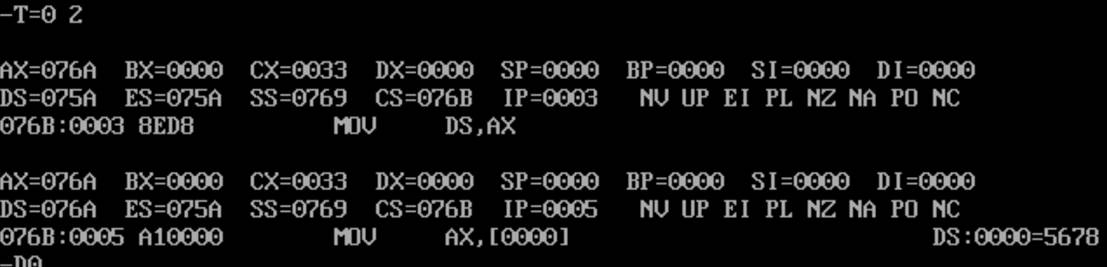 -T=0 2
AX=076A BX=0000 CX=0033 DX=0000 SP=0000 BP=0000 SI=0000 DI=0000
DS=075A ES=075A SS=0769 CS=076B IP=0003 NV UP EI PL NZ NA PO NC
076B:0003 8ED8 MOV DS,AX
AX=076A BX=0000 CX=0033 DX=0000 SP=0000 BP=0000 SI=0000 DI=0000
DS=076A ES=075A SS=0769 CS=076B IP=0005 NV UP EI PL NZ NA PO NC
076B:0005 A10000 MOV AX,[0000] DS:0000=5678
-D0